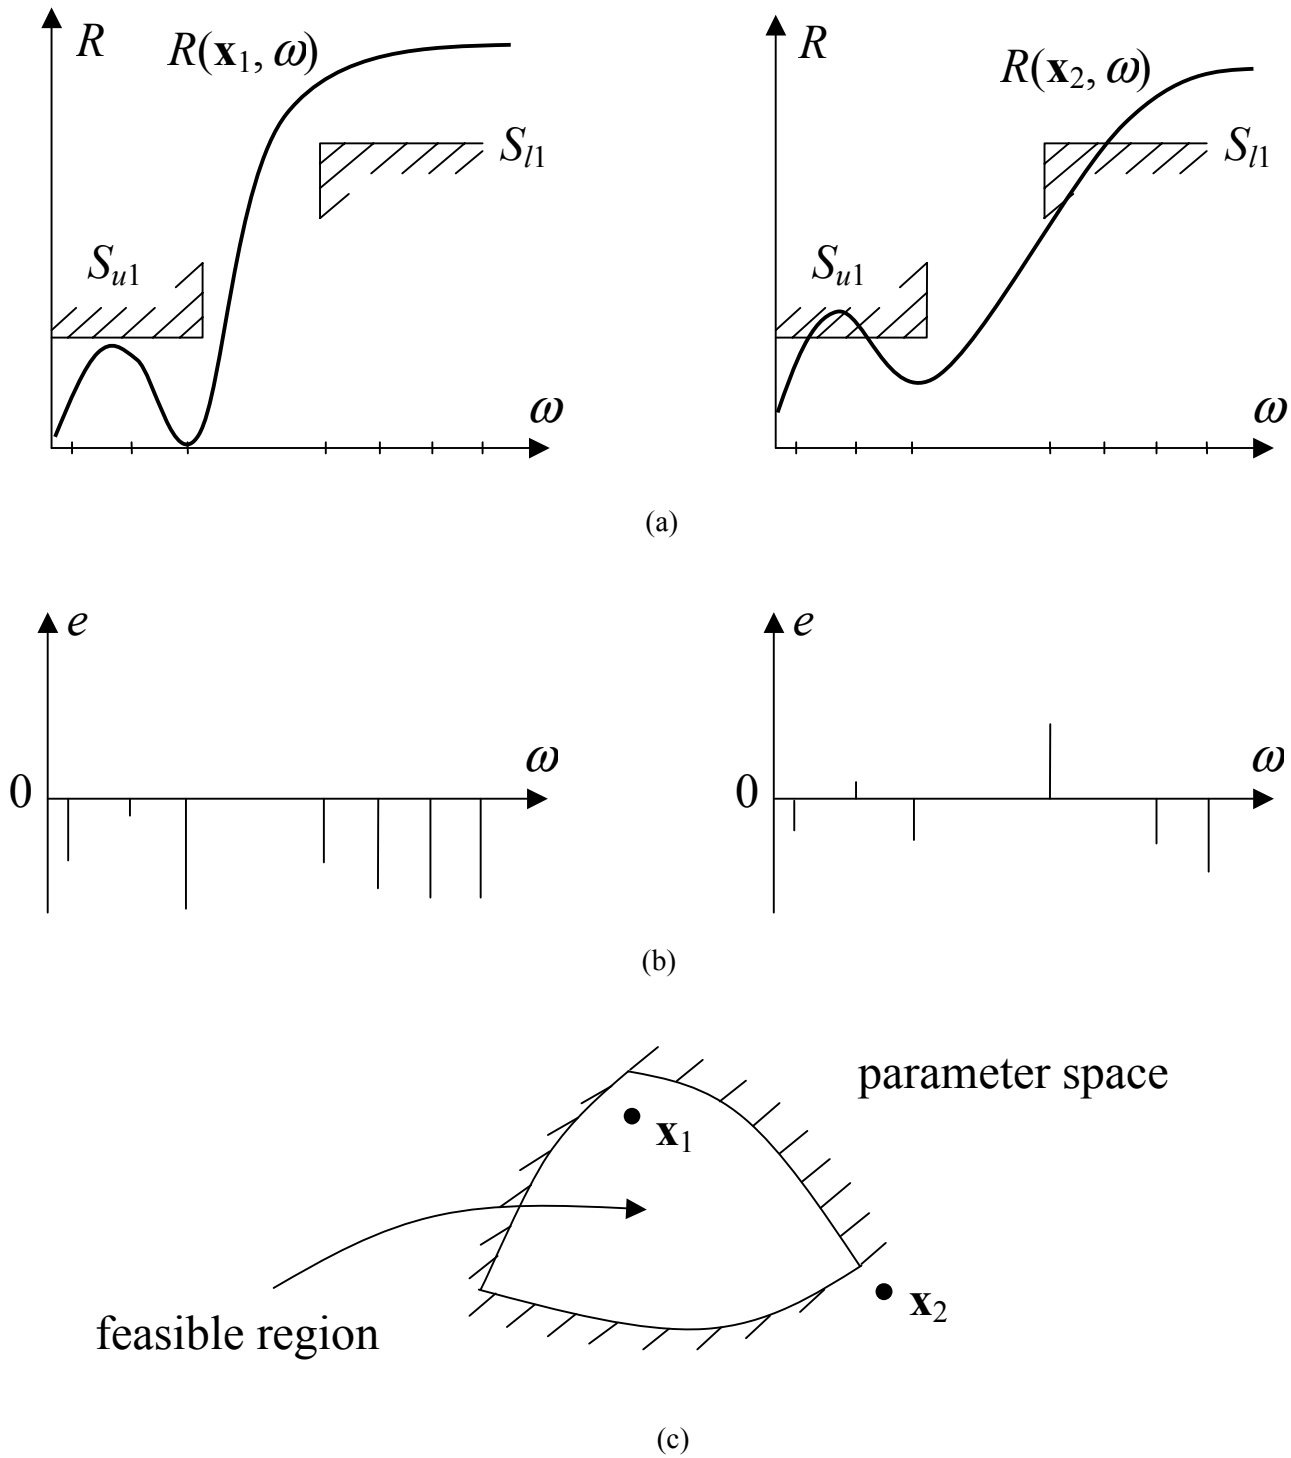 R
R(x1, ω)
Sl1
Su1
ω
R
R(x2, ω)
Sl1
Su1
ω
(a)
e
ω
0
e
ω
0
(b)
parameter space
x1
x2
feasible region
(c)